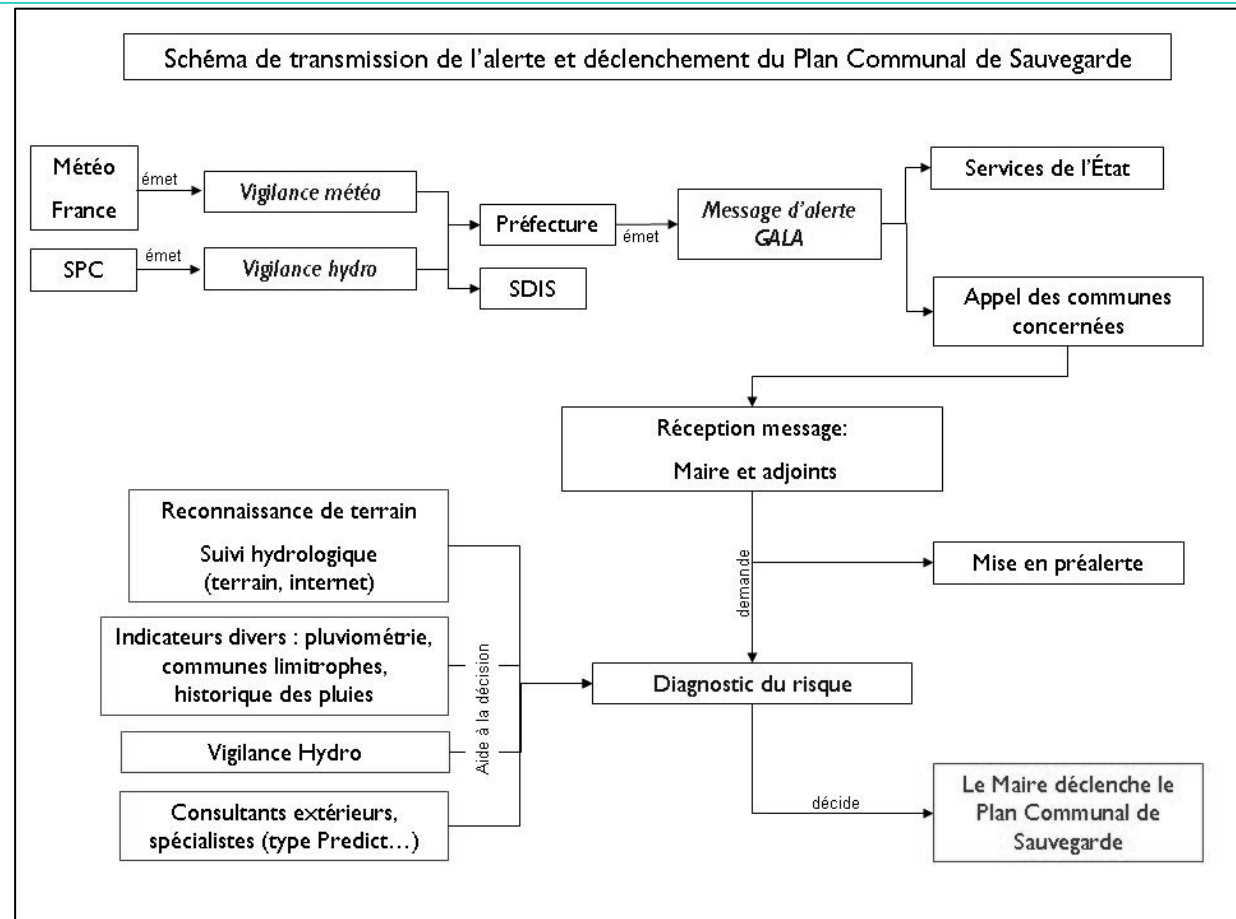 Schéma de transmission de l'alerte et déclenchement du Plan Communal de Sauvegarde
Météo
France
émet
Vigilance météo
SPC
émet
Vigilance hydro
Préfecture
SDIS
émet
Message d'alerte
GALA
Services de l'État
Appel des communes
concernées
Réception message:
Maire et adjoints
demande
Mise en préalerte
Reconnaissance de terrain
Suivi hydrologique
(terrain, internet)
Indicateurs divers : pluviométrie,
communes limitrophes,
historique des pluies
Vigilance Hydro
Consultants extérieurs,
spécialistes (type Predict...)
Aide à la décision
Diagnostic du risque
décide
Le Maire déclenche le
Plan Communal de
Sauvegarde